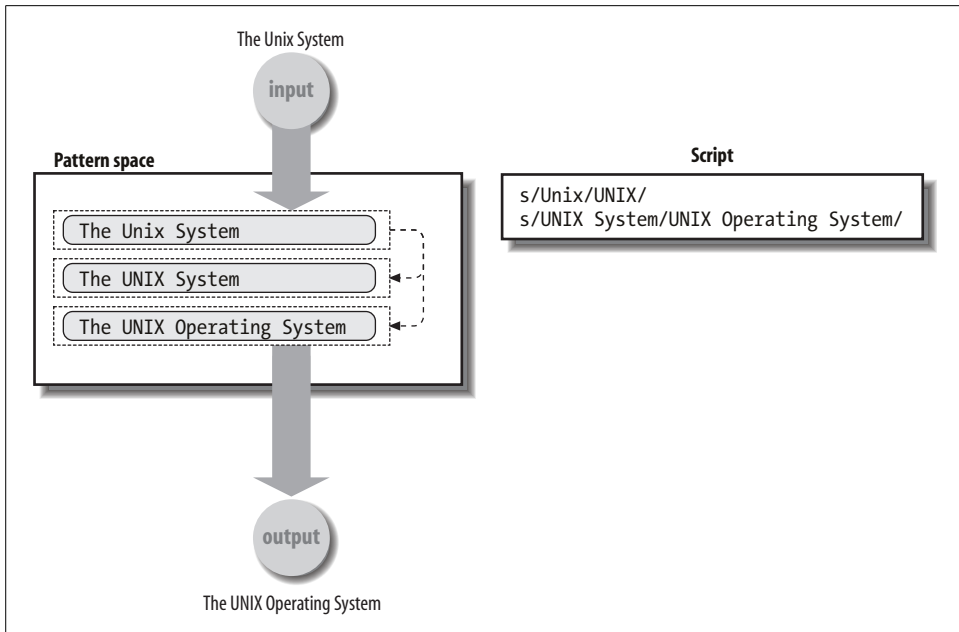 The Unix System
input
Pattern space
The Unix System
The UNIX System
The UNIX Operating System
output
The UNIX Operating System
Script
s/Unix/UNIX/
s/UNIX System/UNIX Operating System/